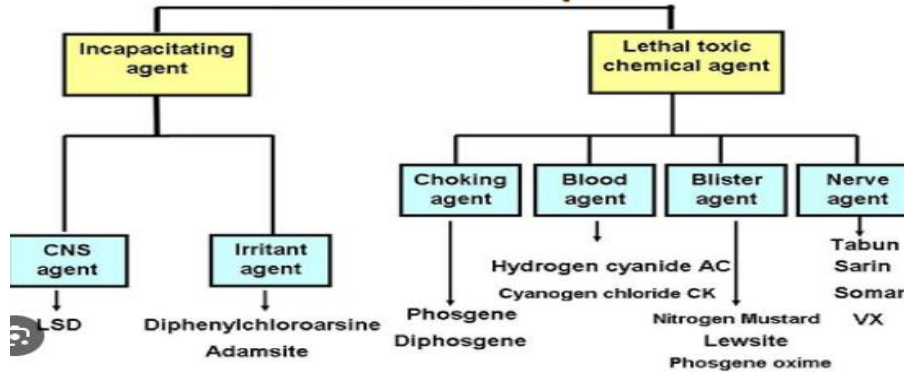 Incapacitating
agent
Lethal toxic
chemical agent
Choking
agent
Blood
agent
Blister
agent
Nerve
agent
CNS
agent
Irritant
agent
LSD
Diphenylchloroarsine
Adamsite
Phosgene
Diphosgene
Hydrogen cyanide AC
Cyanogen chloride CK
Nitrogen Mustard
Lewsite
Phosgene oxime
Tabun
Sarin
Soman
VX